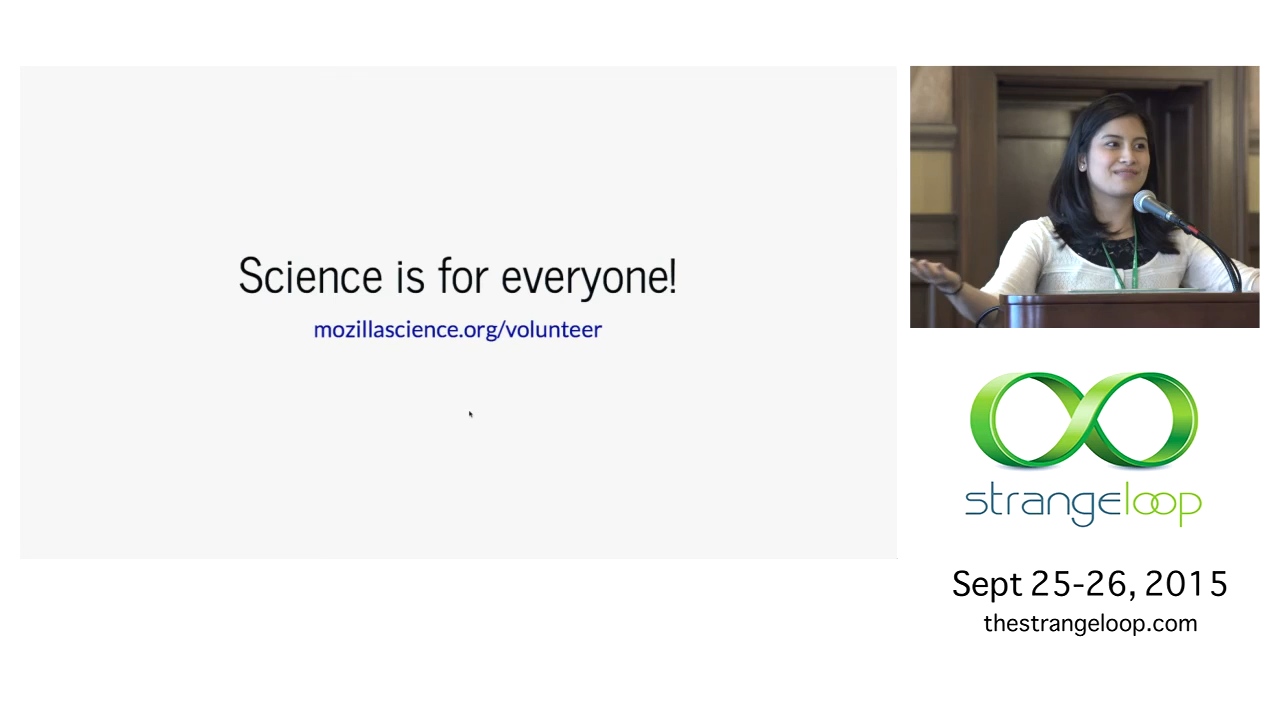 Science is for everyone!
mozillascience.org/volunteer
strangeloop
Sept 25-26, 2015
thestrangeloop.com